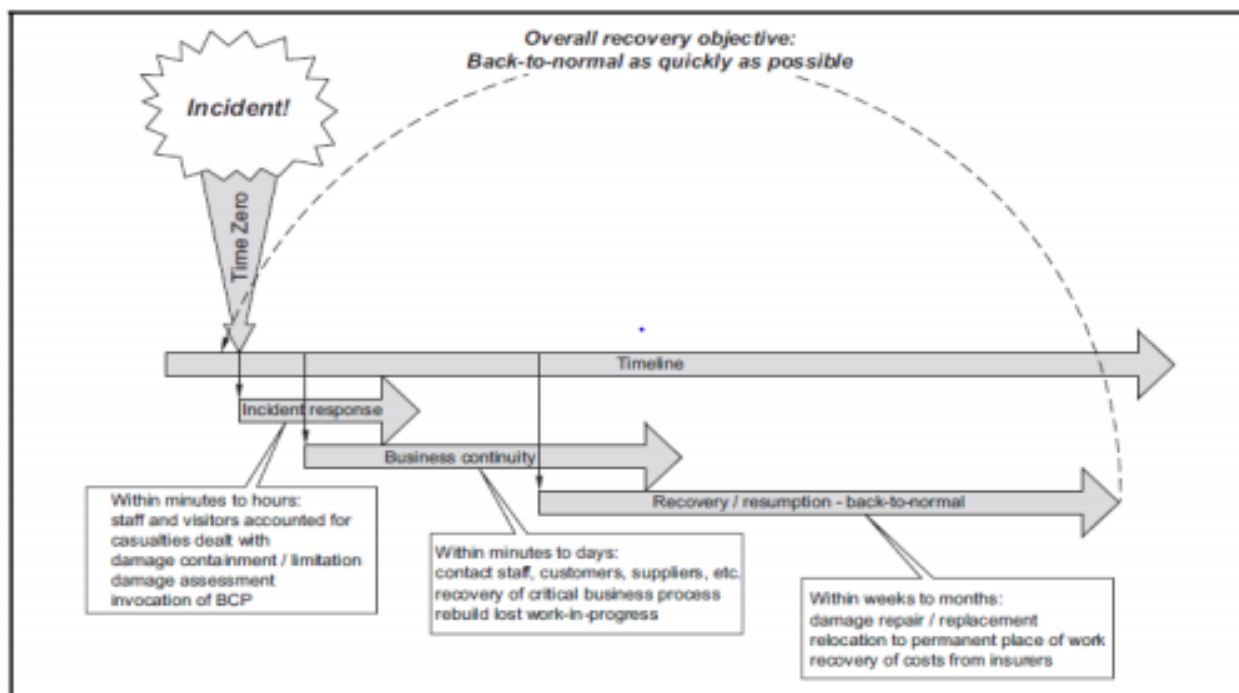 Overall recovery objective:
Back-to-normal as quickly as possible
Incident!
Time Zero
Timeline
Incident response
Business continuity
Recovery / resumption - back-to-normal
Within minutes to hours:
staff and visitors accounted for
casualties dealt with
damage containment / limitation
damage assessment
invocation of BCP
Within minutes to days:
contact staff, customers, suppliers, etc.
recovery of critical business process
rebuild lost work-in-progress
Within weeks to months:
damage repair / replacement
relocation to permanent place of work
recovery of costs from insurers